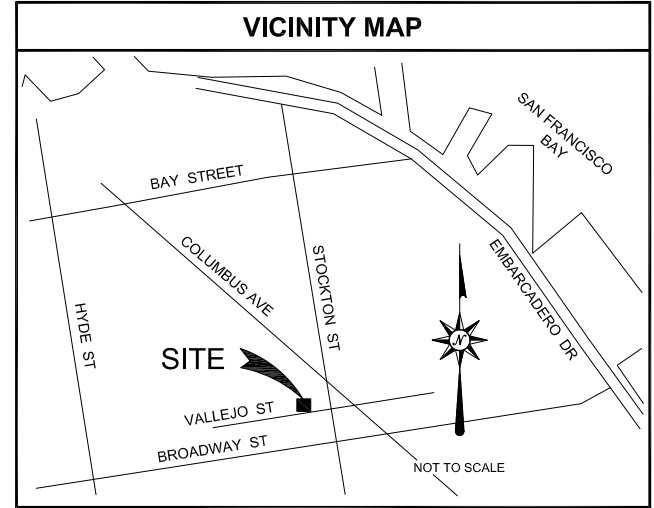 VICINITY MAP
SAN FRANCISCO
BAY
BAY STREET
COLUMBUS AVE
STOCKTON ST
EMBARCADERO DR
HYDE ST
N
SITE
VALLEJO ST
BROADWAY ST
NOT TO SCALE